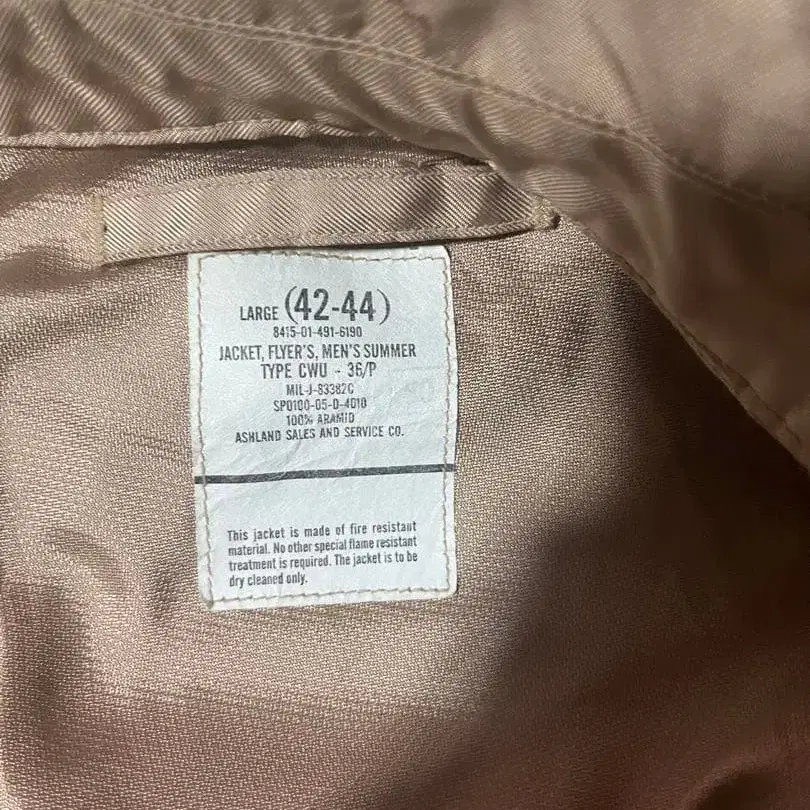 LARGE (42-44)
8415-01-491-6190
JACKET, FLYER'S, MEN'S SUMMER
TYPE CWU - 36/P
MIL-J-83382C
SPO100-05-D-4010
100% ARAMID
ASHLAND SALES AND SERVICE CO.
This jacket is made of fire resistant
material. No other special flame resistant
treatment is required. The jacket is to be
dry cleaned only.